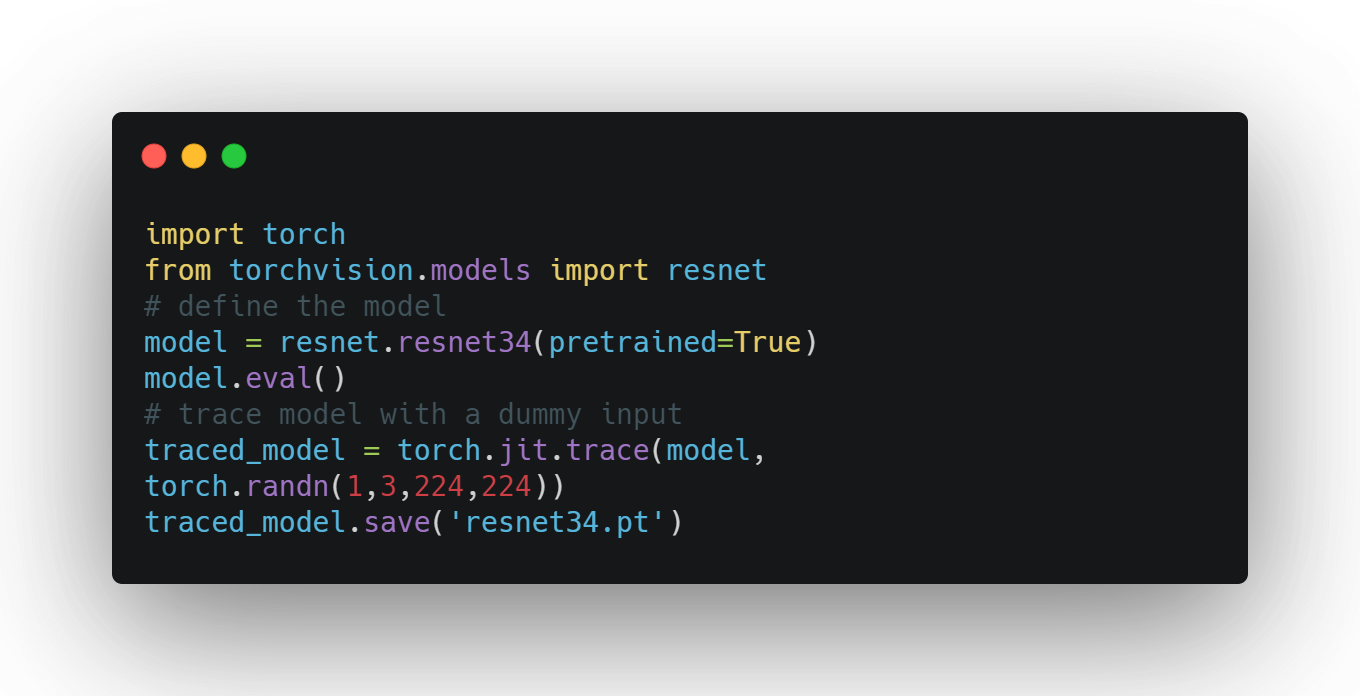 import torch
from torchvision.models import resnet
# define the model
model = resnet.resnet34(pretrained=True)
model.eval()
# trace model with a dummy input
traced_model = torch.jit.trace(model,
torch.randn(1,3,224,224))
traced_model.save('resnet34.pt')